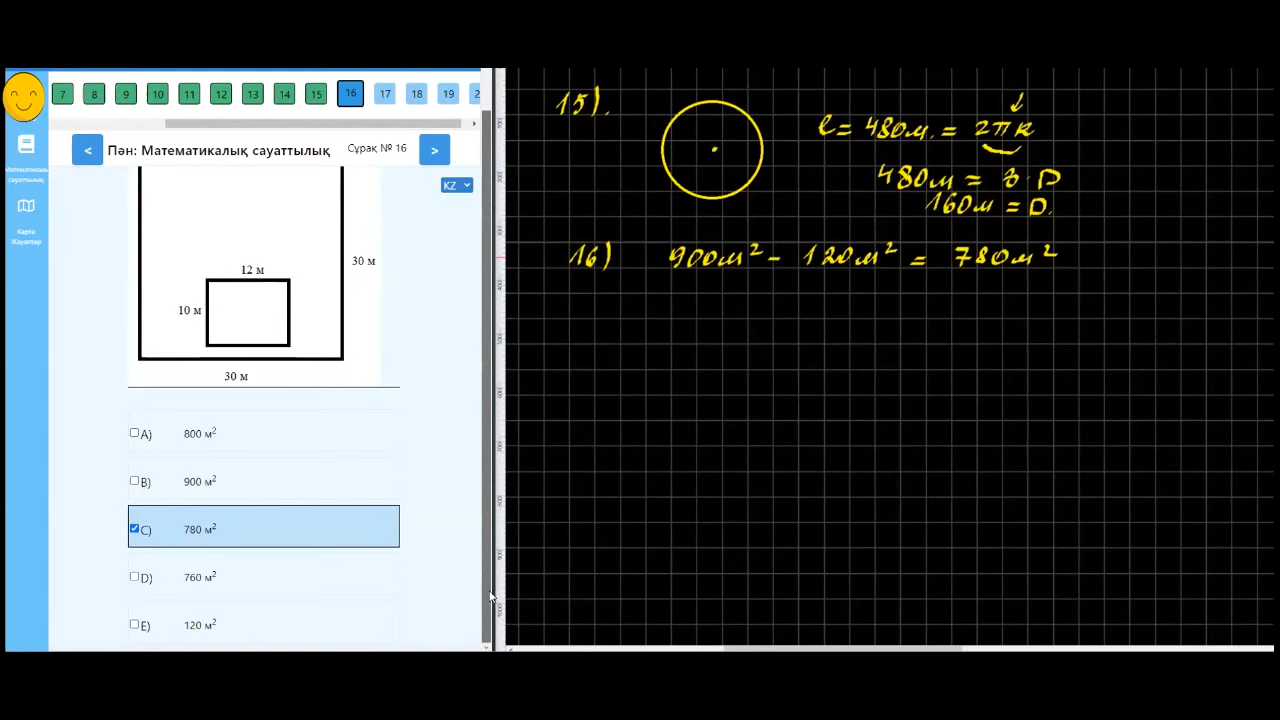 7 8 9 10 11 12 13 14 15 16 17 18 19 2
< Пән: Математикалық сауаттылық Сұрақ № 16 >
KZ
Карта
Жауаптар
30 м
12 м
10 м
30 м
A) 800 м²
B) 900 м²
C) 780 м²
D) 760 м²
E) 120 м²
15).
ℓ = 480м. = 2πR
480м = 3·D
160м = D.
16) 900м² - 120м² = 780м²